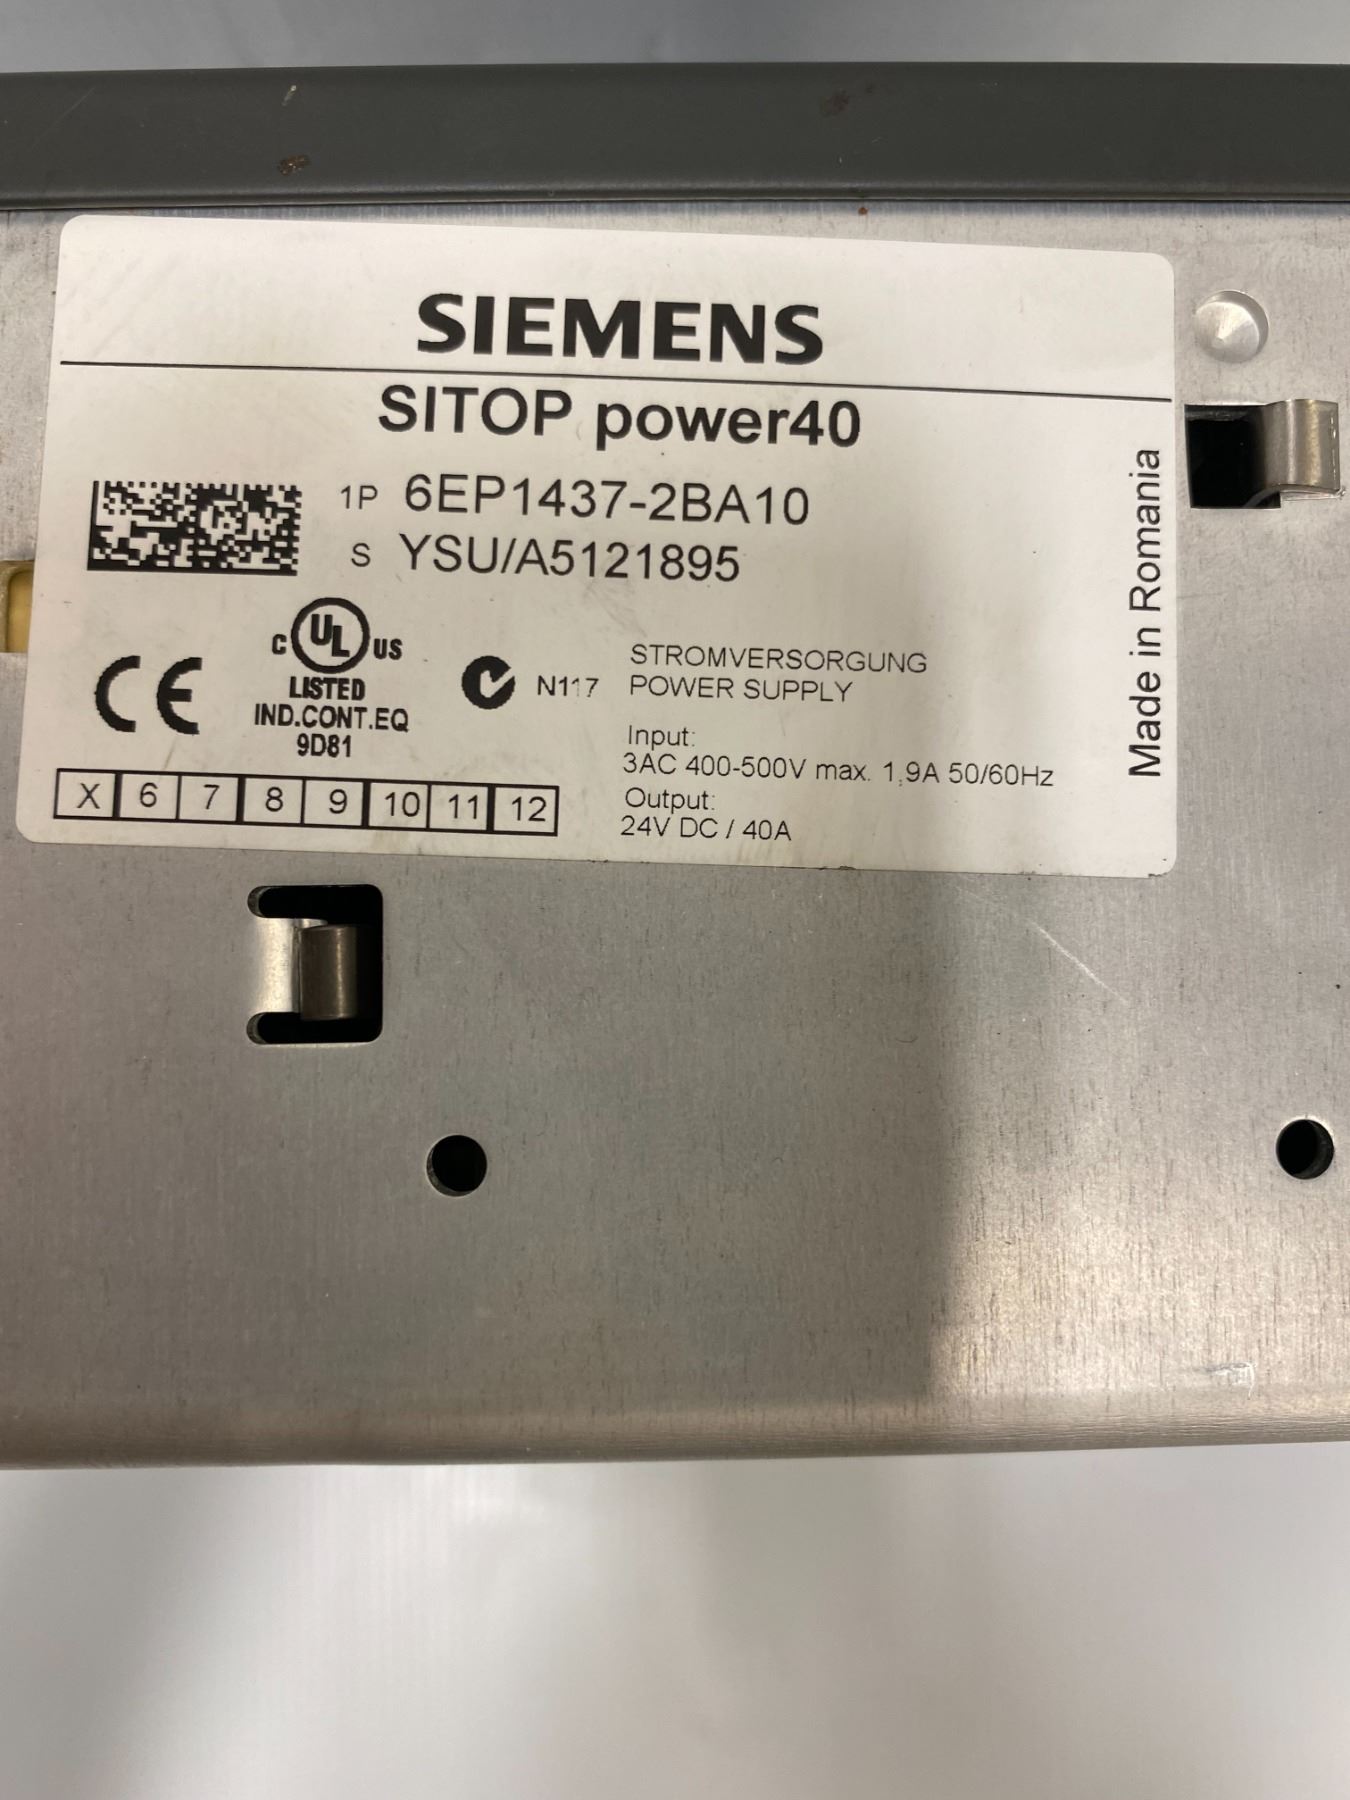 SIEMENS
SITOP power40
1P 6EP1437-2BA10
S YSU/A5121895
CE
C UL US
LISTED
IND.CONT.EQ
9D81
N117
STROMVERSORGUNG
POWER SUPPLY
Input:
3AC 400-500V max. 1,9A 50/60Hz
Output:
24V DC / 40A
X 6 7 8 9 10 11 12
Made in Romania